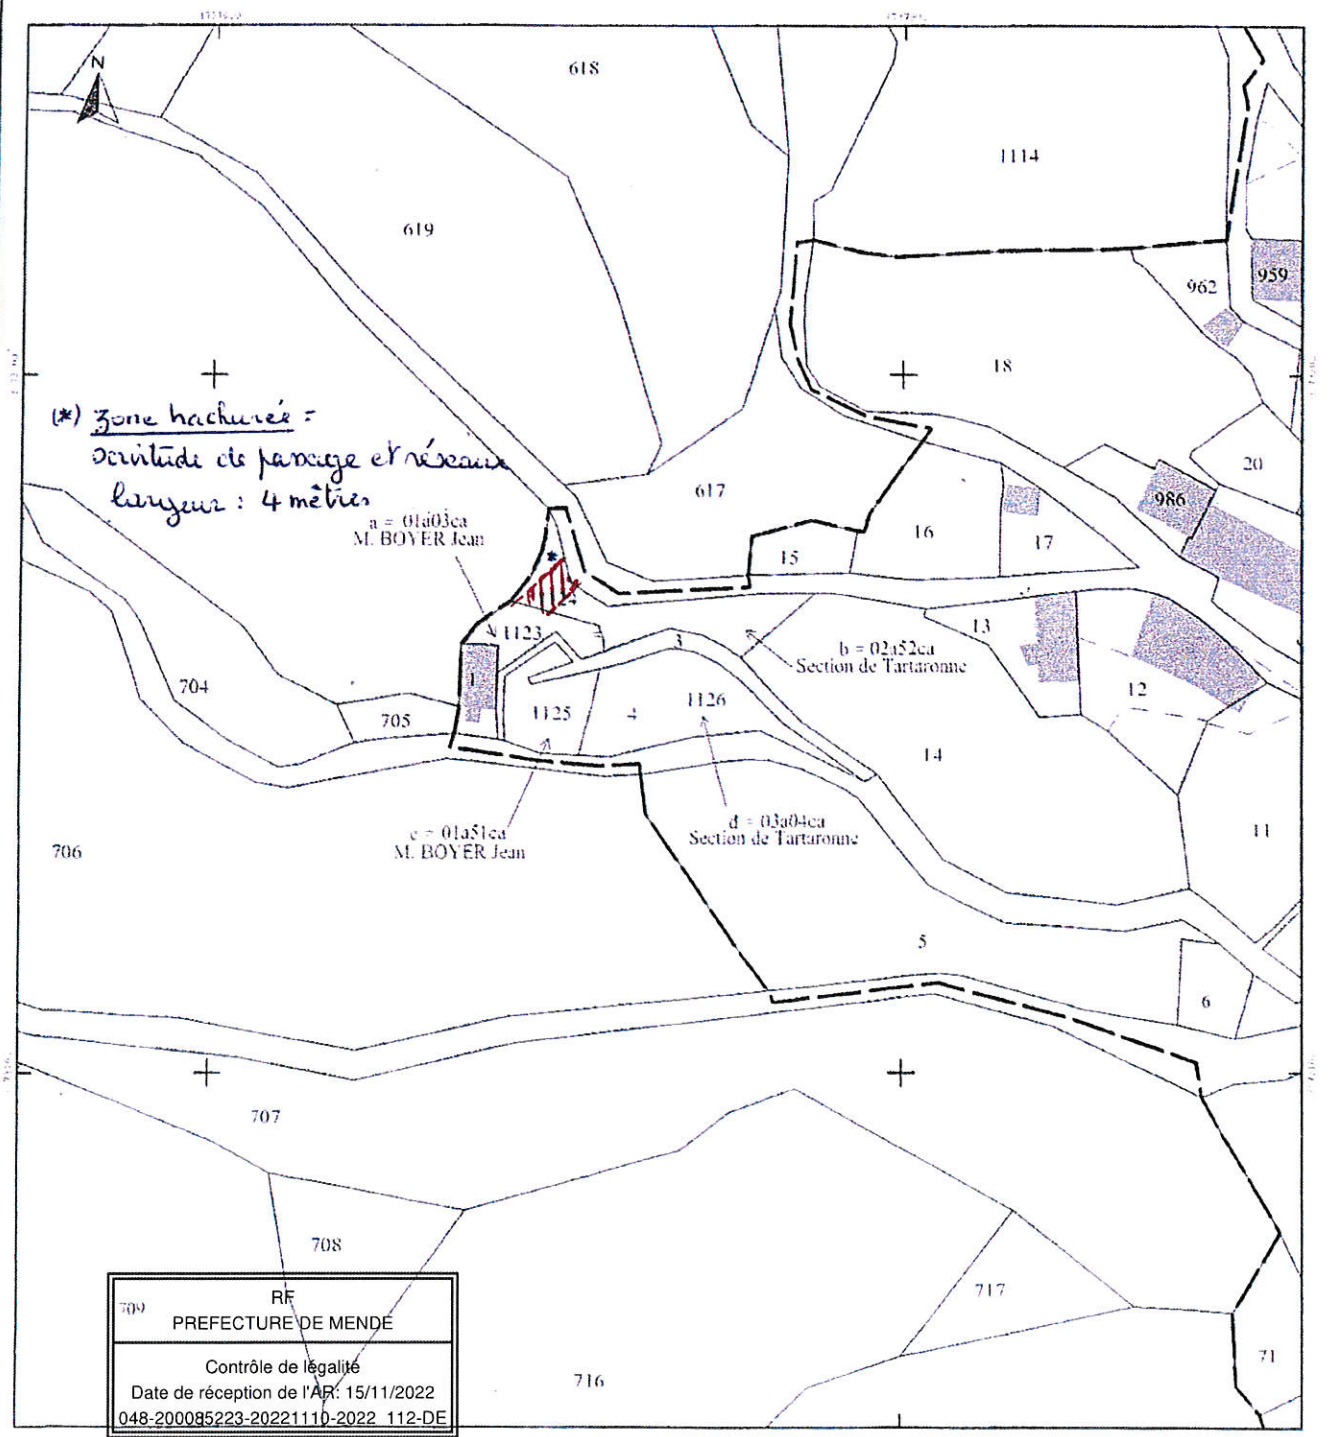 N
618
1114
619
962
959
18
(*) zone hachurée =
servitude de passage et réseaux
largeur : 4 mètres
20
617
986
a = 01a03ca
M. BOYER Jean
16
17
15
*
24
1123
3
13
b = 02a52ca
Section de Tartaronne
1
704
12
705
1125
4
1126
14
c = 01a51ca
M. BOYER Jean
d = 03a04ca
Section de Tartaronne
11
706
5
6
707
708
717
709
RF
PREFECTURE DE MENDE
Contrôle de légalité
Date de réception de l'AR: 15/11/2022
048-200085223-20221110-2022_112-DE
716
71